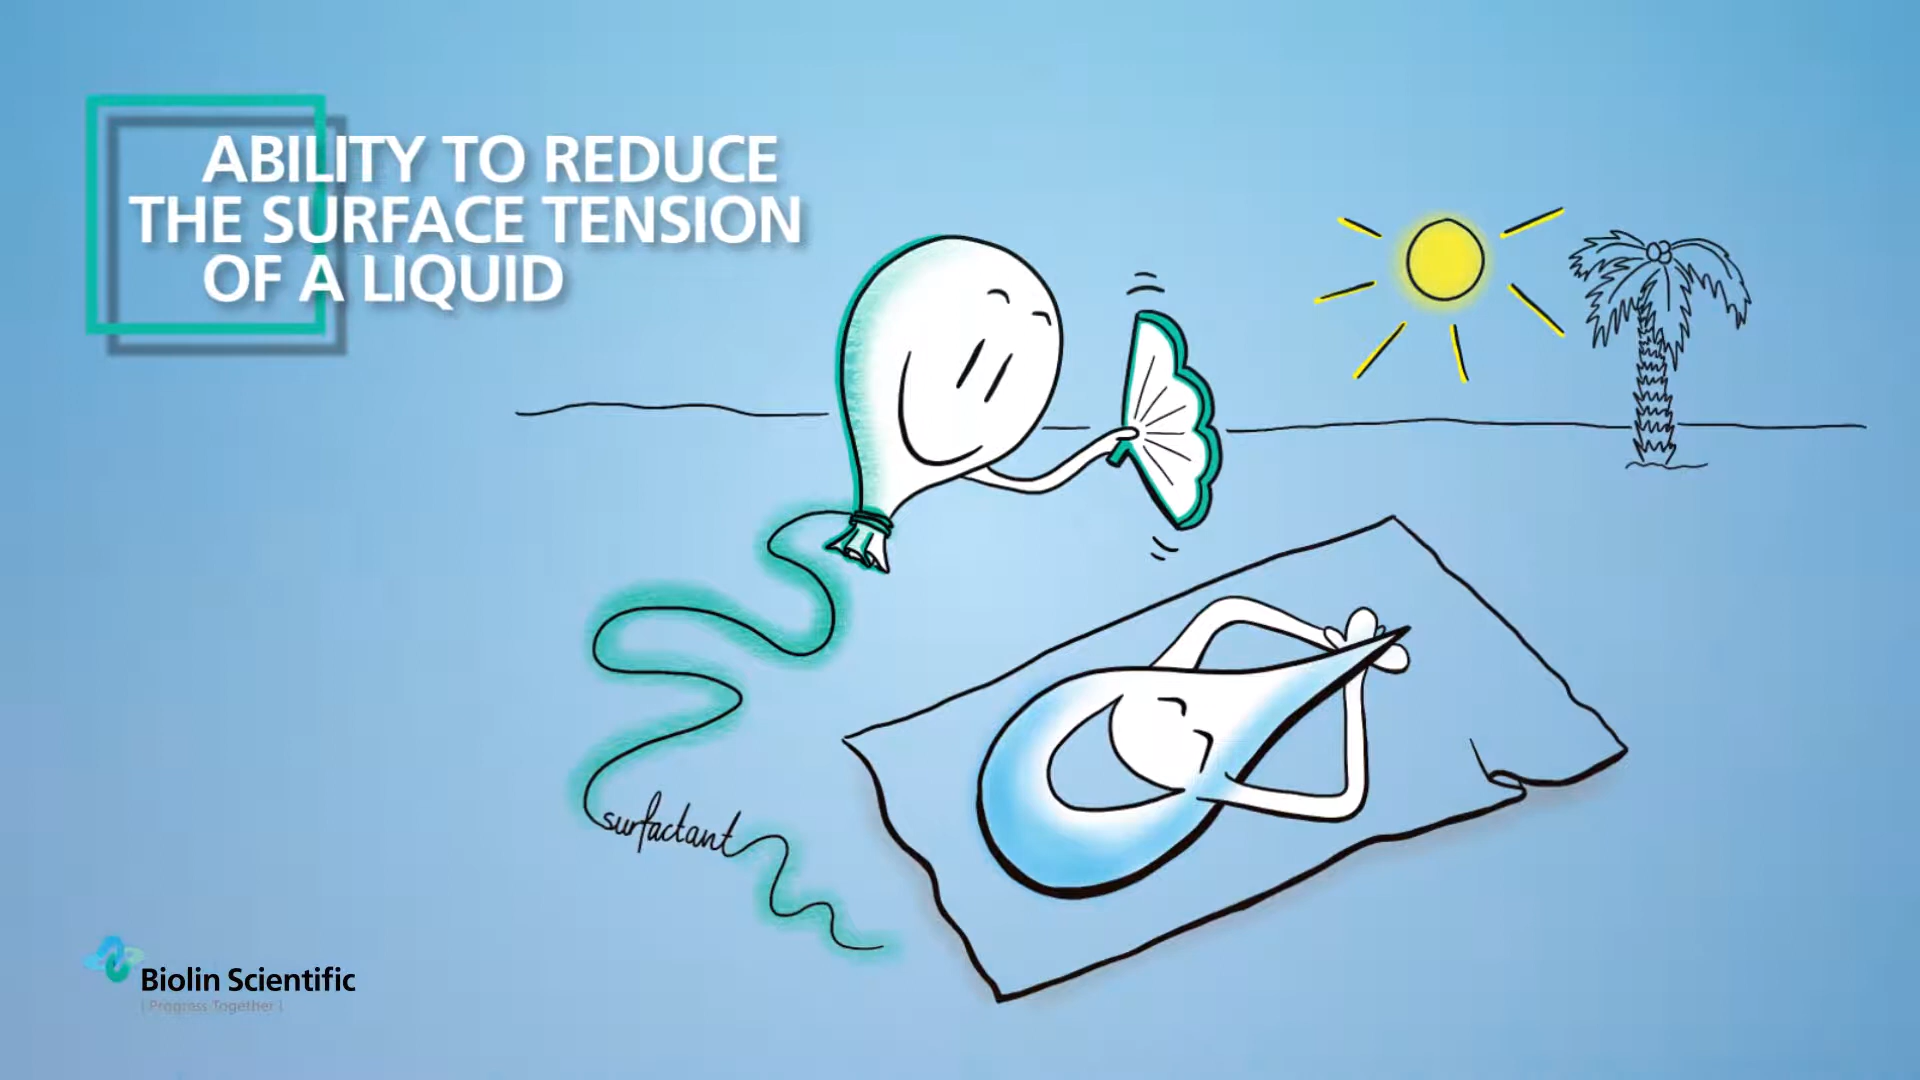 ABILITY TO REDUCE
THE SURFACE TENSION
OF A LIQUID
surfactant
Biolin Scientific
| Progress Together |